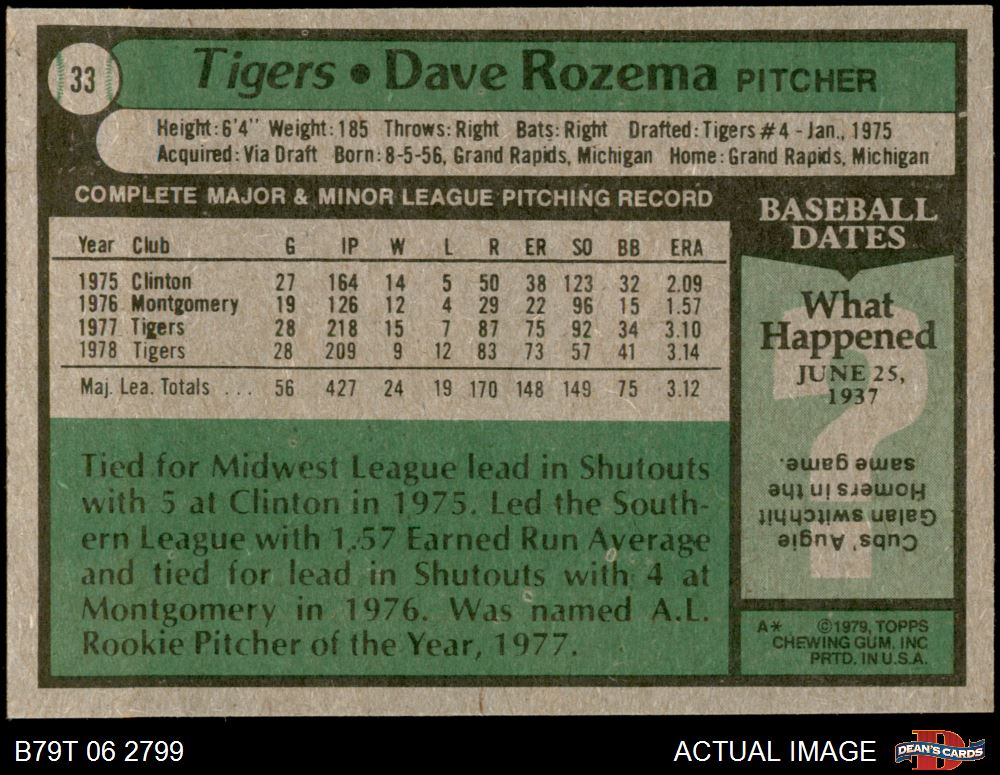 33
Tigers • Dave Rozema PITCHER
Height: 6'4" Weight: 185 Throws: Right Bats: Right Drafted: Tigers #4 - Jan., 1975
Acquired: Via Draft Born: 8-5-56, Grand Rapids, Michigan Home: Grand Rapids, Michigan
COMPLETE MAJOR & MINOR LEAGUE PITCHING RECORD
Year Club G IP W L R ER SO BB ERA
1975 Clinton 27 164 14 5 50 38 123 32 2.09
1976 Montgomery 19 126 12 4 29 22 96 15 1.57
1977 Tigers 28 218 15 7 87 75 92 34 3.10
1978 Tigers 28 209 9 12 83 73 57 41 3.14
Maj. Lea. Totals . . . 56 427 24 19 170 148 149 75 3.12
Tied for Midwest League lead in Shutouts
with 5 at Clinton in 1975. Led the South-
ern League with 1.57 Earned Run Average
and tied for lead in Shutouts with 4 at
Montgomery in 1976. Was named A.L.
Rookie Pitcher of the Year, 1977.
BASEBALL
DATES
What
Happened
JUNE 25,
1937
?
Cubs' Augie
Galan switchhit
Homers in the
same game.
A* ©1979, TOPPS
CHEWING GUM, INC
PRTD. IN U.S.A.
B79T 06 2799
ACTUAL IMAGE
D
DEAN'S CARDS